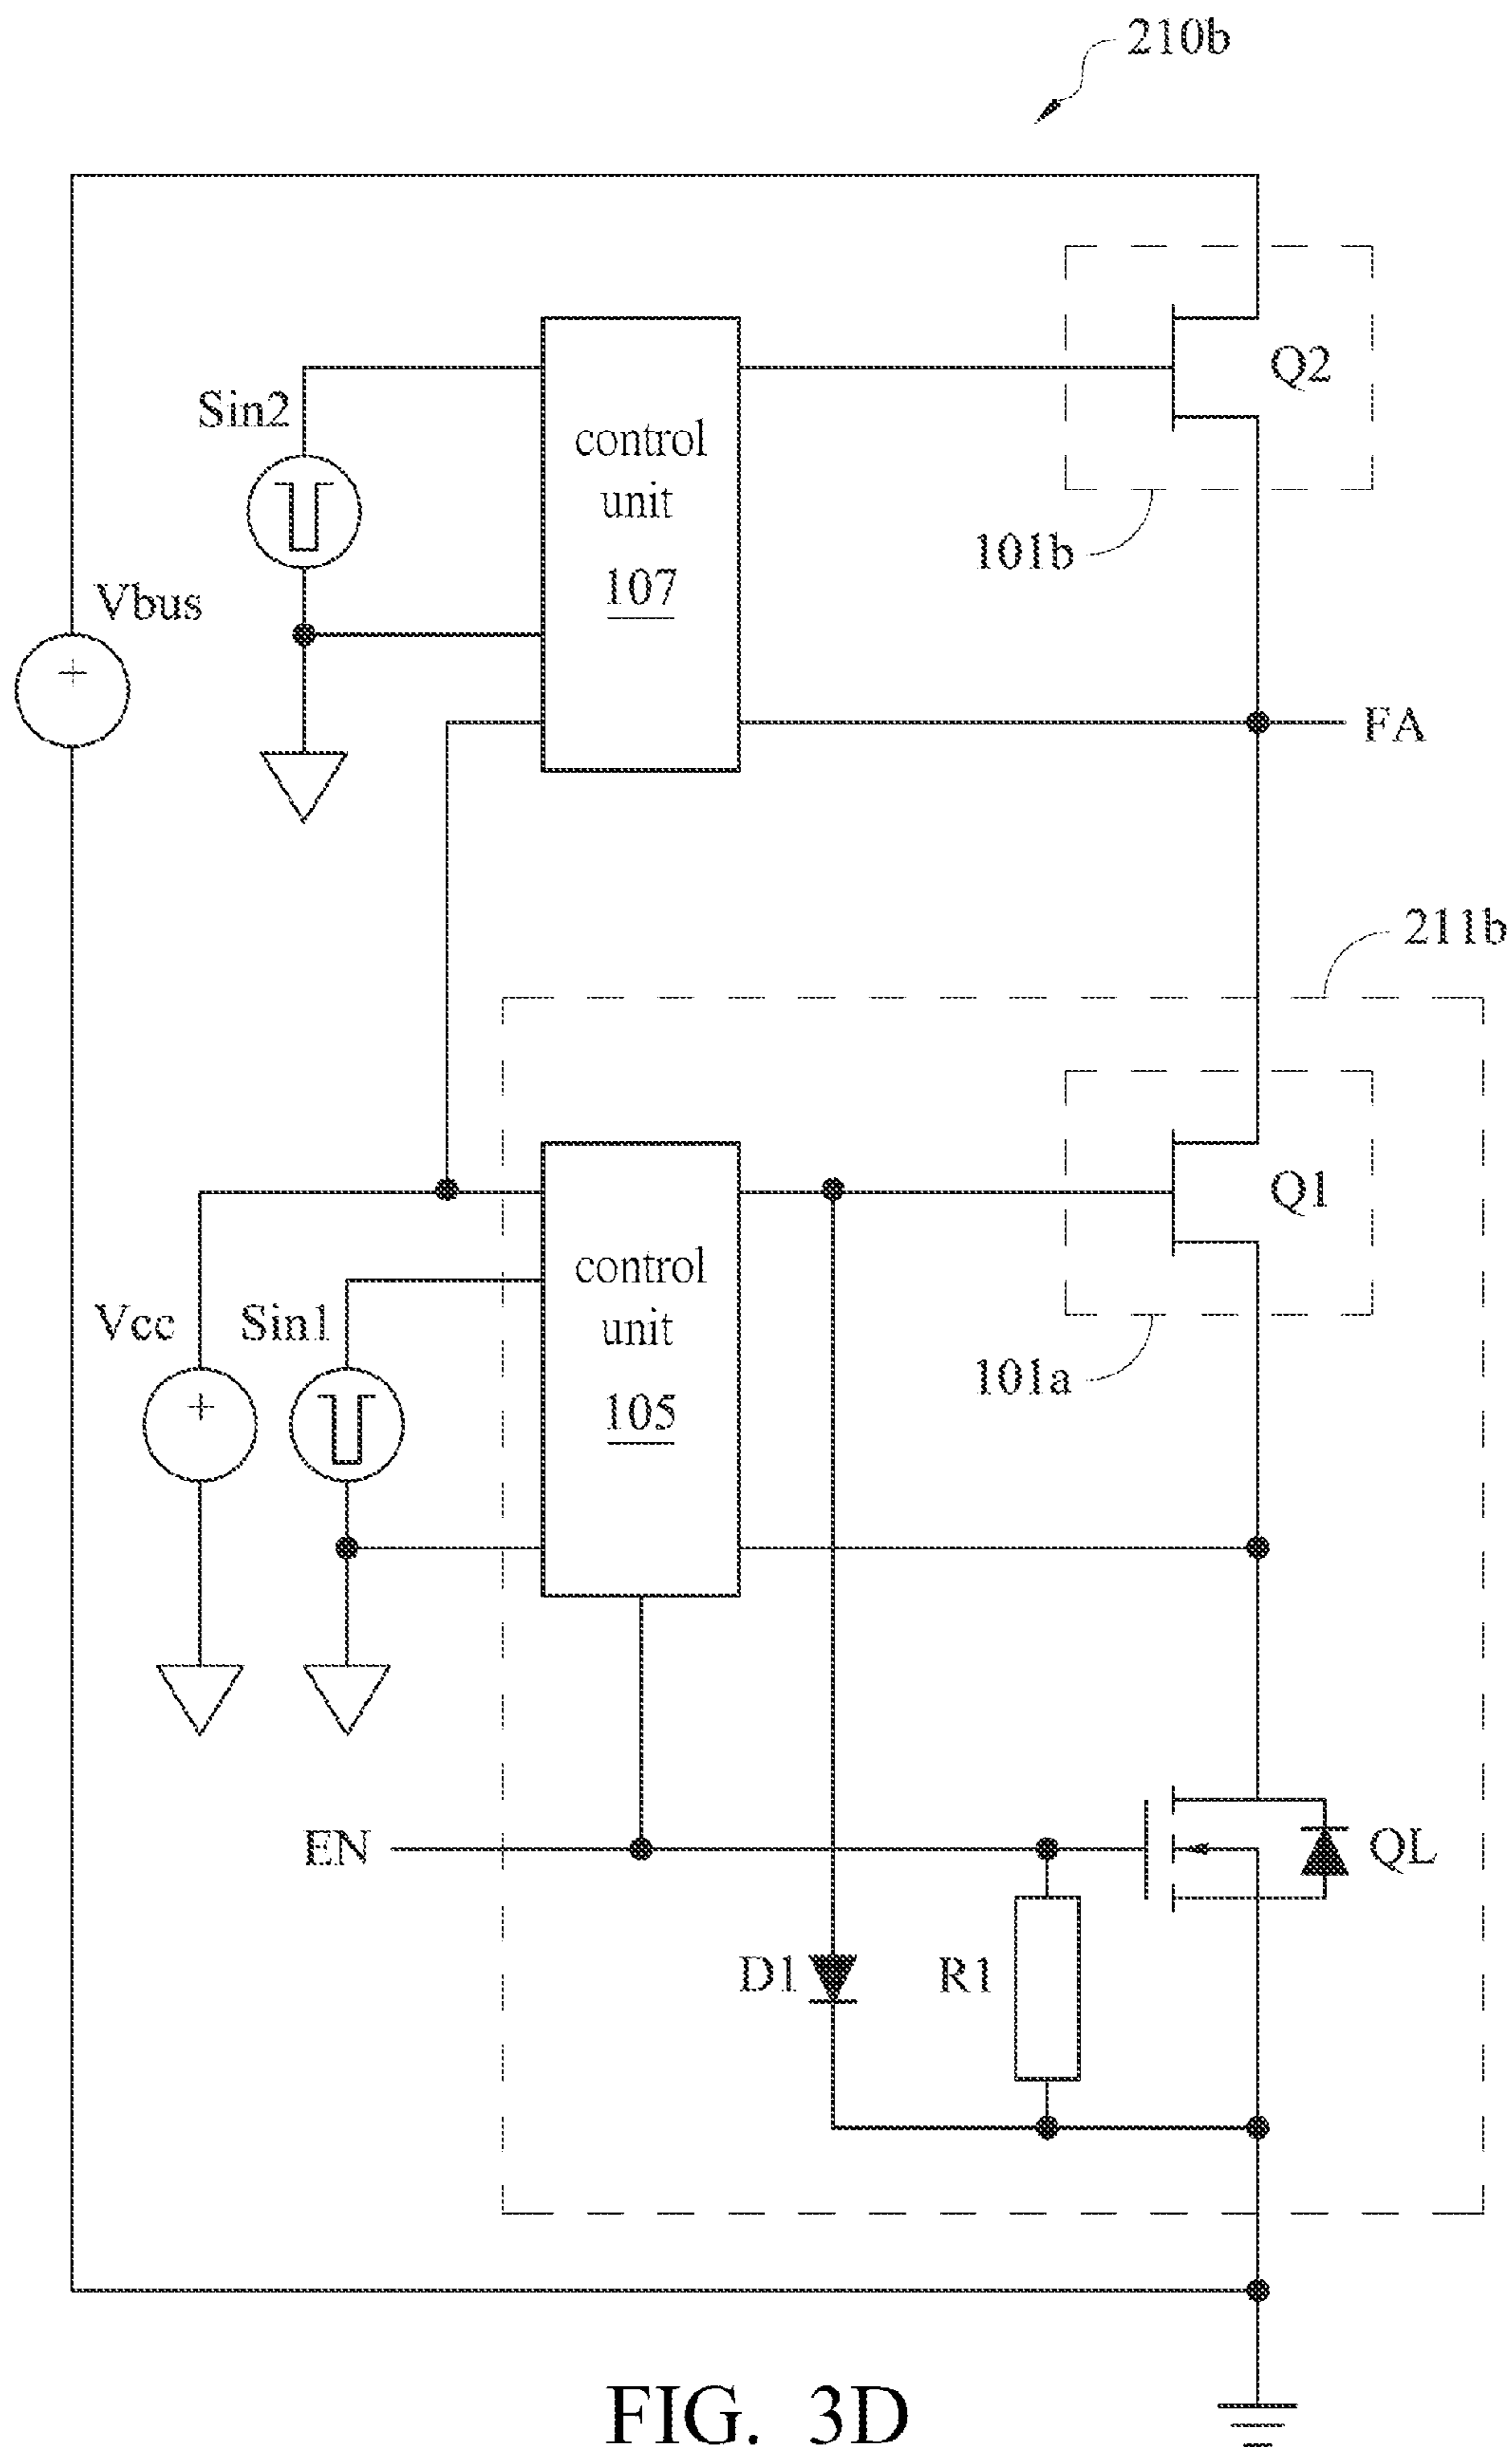 210b
Q2
Sin2
control
unit
107
101b
Vbus
+
FA
211b
Q1
control
unit
105
Vcc
Sin1
101a
+
EN
QL
D1
R1
FIG. 3D